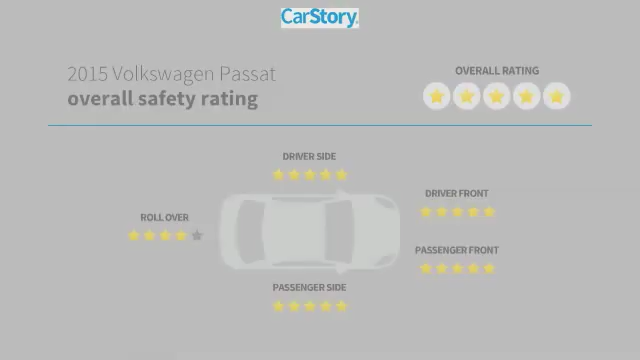 CarStory
2015 Volkswagen Passat
overall safety rating
OVERALL RATING
DRIVER SIDE
DRIVER FRONT
ROLL OVER
PASSENGER FRONT
PASSENGER SIDE